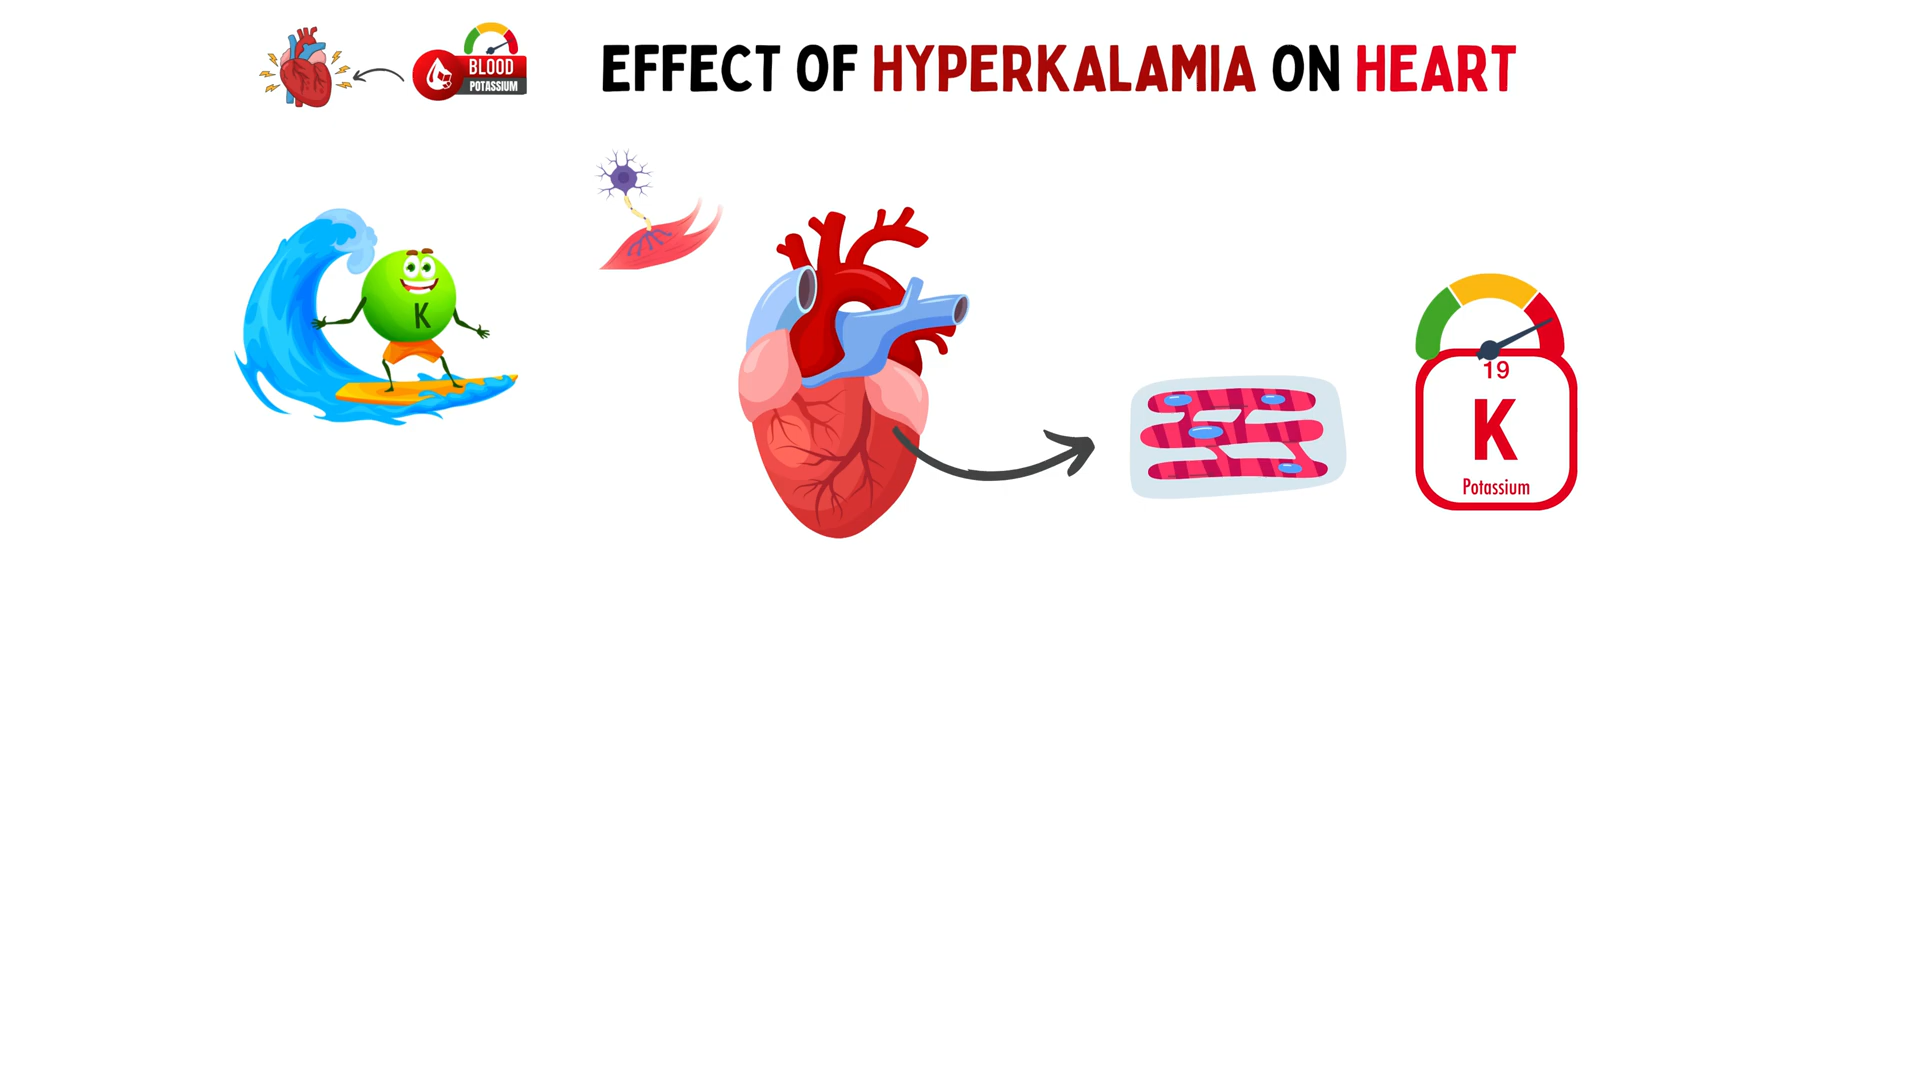 BLOOD
POTASSIUM
EFFECT OF HYPERKALAMIA ON HEART
K
19
K
Potassium